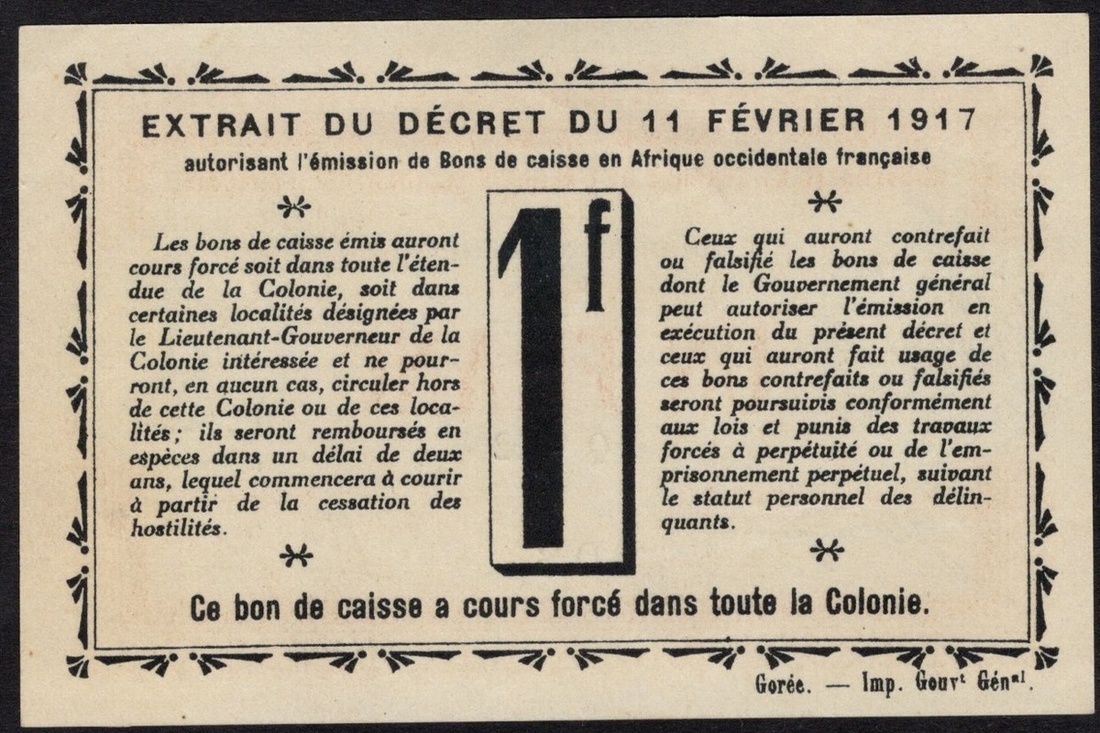 EXTRAIT DU DÉCRET DU 11 FÉVRIER 1917
autorisant l'émission de Bons de caisse en Afrique occidentale française
Les bons de caisse émis auront
cours forcé soit dans toute l'éten-
due de la Colonie, soit dans
certaines localités désignées par
le Lieutenant-Gouverneur de la
Colonie intéressée et ne pour-
ront, en aucun cas, circuler hors
de cette Colonie ou de ces loca-
lités; ils seront remboursés en
espèces dans un délai de deux
ans, lequel commencera à courir
à partir de la cessation des
hostilités.
1f
Ceux qui auront contrefait
ou falsifié les bons de caisse
dont le Gouvernement général
peut autoriser l'émission en
exécution du présent décret et
ceux qui auront fait usage de
ces bons contrefaits ou falsifiés
seront poursuivis conformément
aux lois et punis des travaux
forcés à perpétuité ou de l'em-
prisonnement perpétuel, suivant
le statut personnel des délin-
quants.
Ce bon de caisse a cours forcé dans toute la Colonie.
Gorée. — Imp. Gouvt Génal.